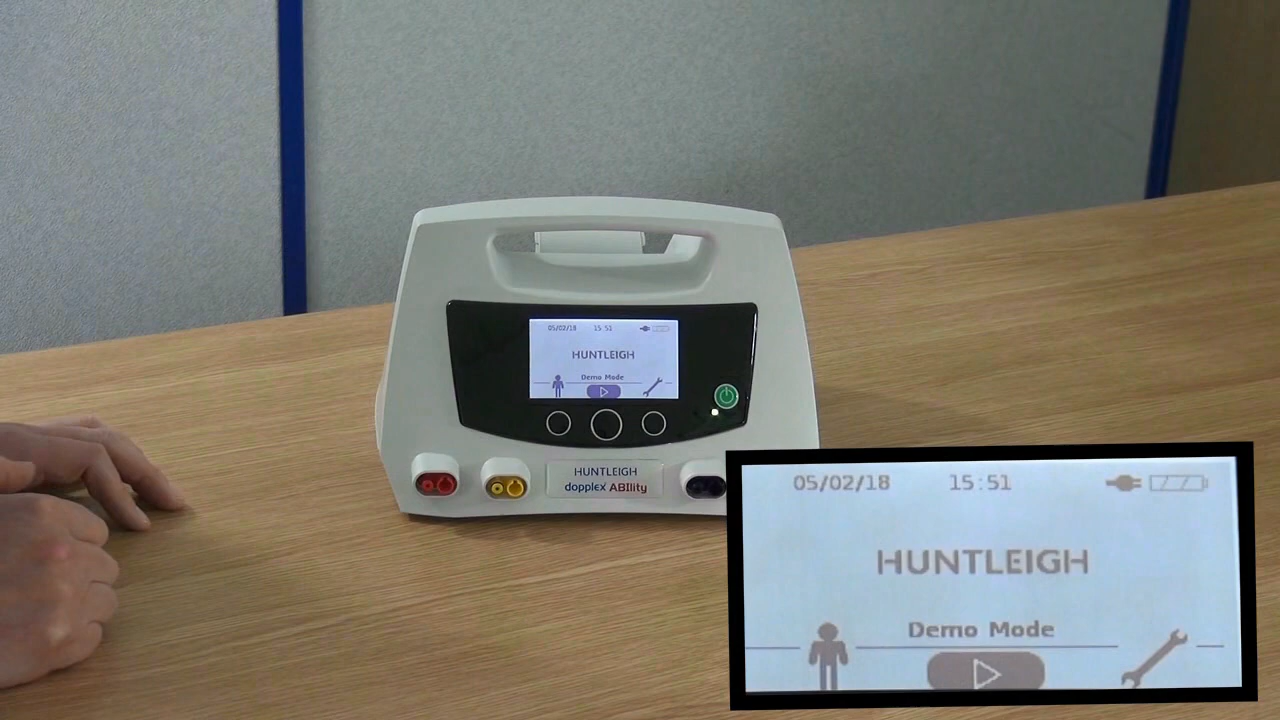 05/02/18 15:51
HUNTLEIGH
Demo Mode
HUNTLEIGH
dopplex ABIlity
05/02/18 15:51
HUNTLEIGH
Demo Mode